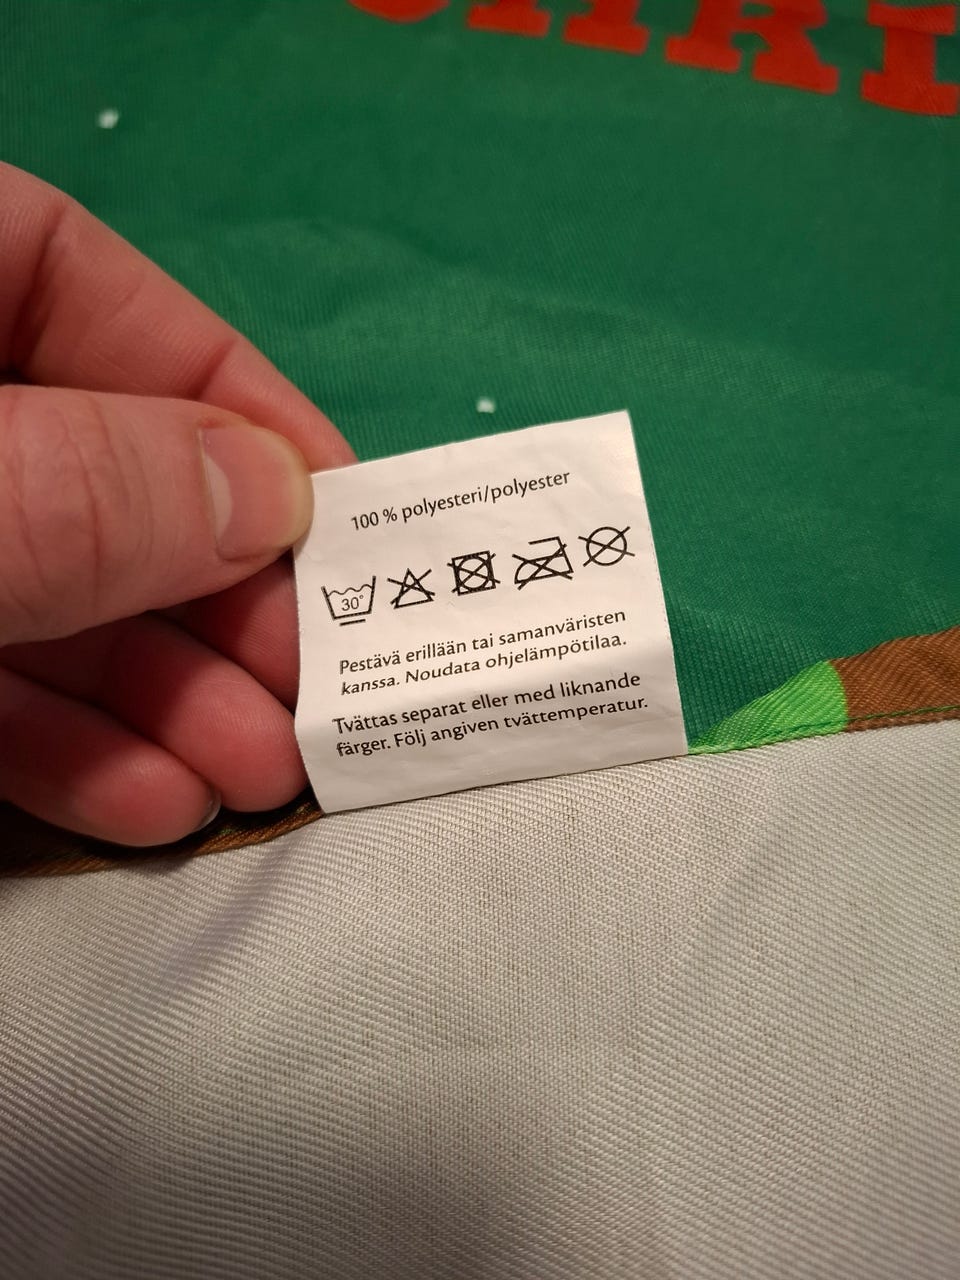 100 % polyesteri/polyester
30°
Pestävä erillään tai samanväristen
kanssa. Noudata ohjelämpötilaa.
Tvättas separat eller med liknande
färger. Följ angiven tvättemperatur.